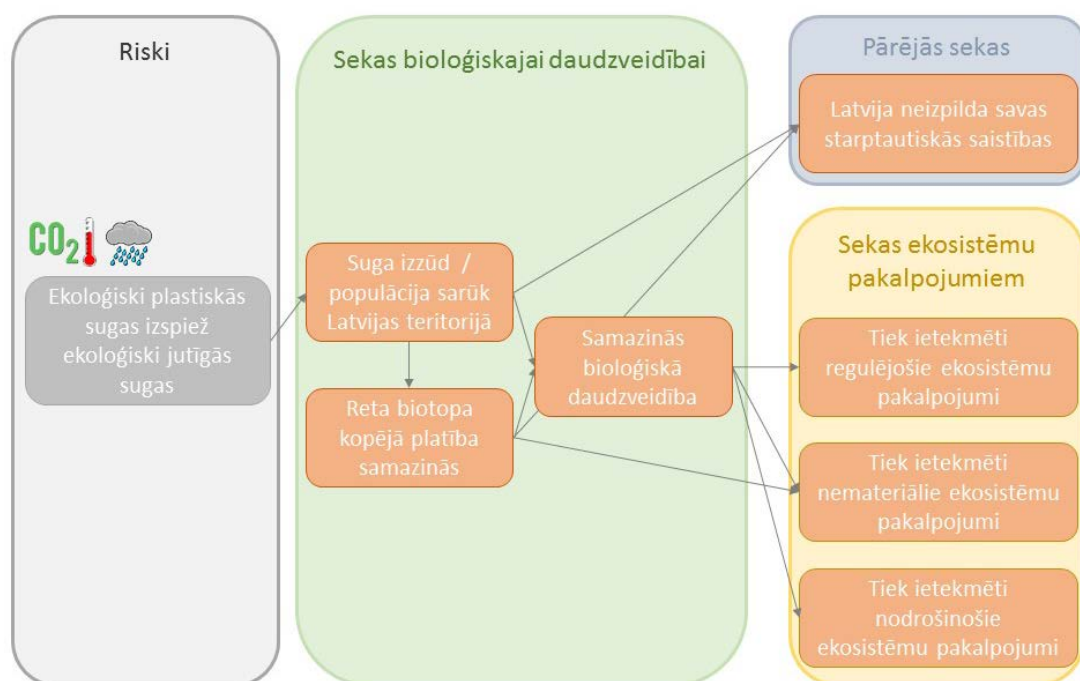 Riski
CO2
Ekoloģiski plastiskās
sugas izspiež
ekoloģiski jutīgās
sugas
Sekas bioloģiskajai daudzveidībai
Suga izzūd /
populācija sarūk
Latvijas teritorijā
Reta biotopa
kopējā platība
samazinās
Samazinās
bioloģiskā
daudzveidība
Pārējās sekas
Latvija neizpilda savas
starptautiskās saistības
Sekas ekosistēmu
pakalpojumiem
Tiek ietekmēti
regulējošie ekosistēmu
pakalpojumi
Tiek ietekmēti
nemateriālie ekosistēmu
pakalpojumi
Tiek ietekmēti
nodrošinošie
ekosistēmu pakalpojumi